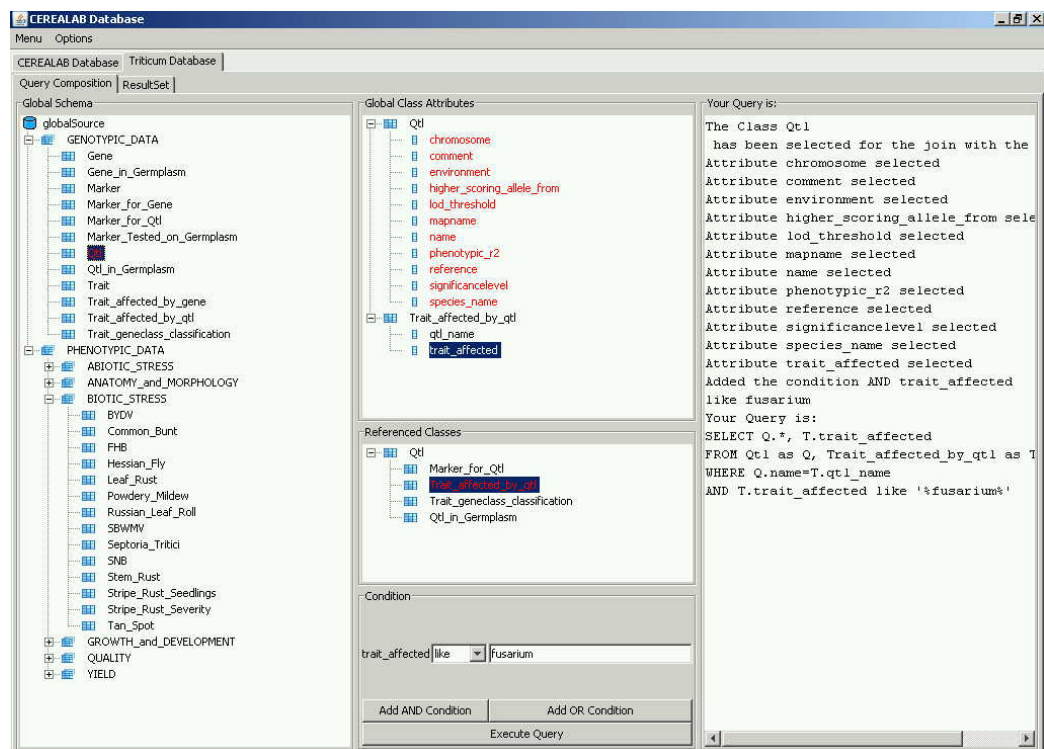 CEREALAB Database
Menu Options
CEREALAB Database Triticum Database
Query Composition ResultSet
Global Schema
globalSource
GENOTYPIC_DATA
Gene
Gene_in_Germplasm
Marker
Marker_for_Gene
Marker_for_Qtl
Marker_Tested_on_Germplasm
Qtl
Qtl_in_Germplasm
Trait
Trait_affected_by_gene
Trait_affected_by_qtl
Trait_geneclass_classification
PHENOTYPIC_DATA
ABIOTIC_STRESS
ANATOMY_and_MORPHOLOGY
BIOTIC_STRESS
BYDV
Common_Bunt
FHB
Hessian_Fly
Leaf_Rust
Powdery_Mildew
Russian_Leaf_Roll
SBWMV
Septoria_Tritici
SNB
Stem_Rust
Stripe_Rust_Seedlings
Stripe_Rust_Severity
Tan_Spot
GROWTH_and_DEVELOPMENT
QUALITY
YIELD
Global Class Attributes
Qtl
chromosome
comment
environment
higher_scoring_allele_from
lod_threshold
mapname
name
phenotypic_r2
reference
significancelevel
species_name
Trait_affected_by_qtl
qtl_name
trait_affected
Referenced Classes
Qtl
Marker_for_Qtl
Trait_affected_by_qtl
Trait_geneclass_classification
Qtl_in_Germplasm
Condition
trait_affected like fusarium
Add AND Condition Add OR Condition
Execute Query
Your Query is:
The Class Qtl
has been selected for the join with the
Attribute chromosome selected
Attribute comment selected
Attribute environment selected
Attribute higher_scoring_allele_from sele
Attribute lod_threshold selected
Attribute mapname selected
Attribute name selected
Attribute phenotypic_r2 selected
Attribute reference selected
Attribute significancelevel selected
Attribute species_name selected
Attribute trait_affected selected
Added the condition AND trait_affected
like fusarium
Your Query is:
SELECT Q.*, T.trait_affected
FROM Qtl as Q, Trait_affected_by_qtl as T
WHERE Q.name=T.qtl_name
AND T.trait_affected like '%fusarium%'